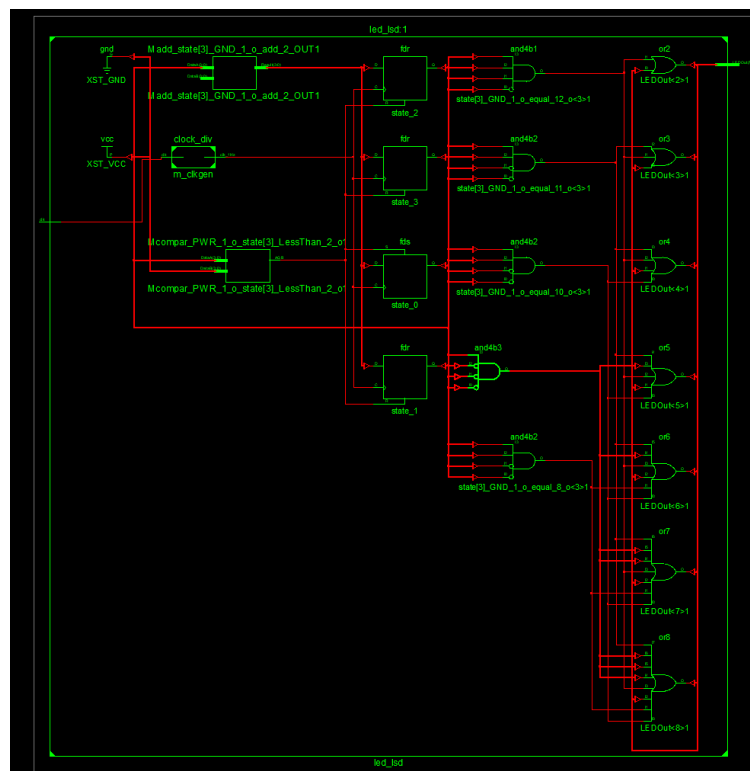 led_lsd:1
gnd
XST_GND
Madd_state[3]_GND_1_o_add_2_OUT1
Madd_state[3]_GND_1_o_add_2_OUT1
fdr
state_2
and4b1
state[3]_GND_1_o_equal_12_o<3>1
or2
LEDOut<2>1
vcc
XST_VCC
clock_div
m_clkgen
fdr
state_3
and4b2
state[3]_GND_1_o_equal_11_o<3>1
or3
LEDOut<3>1
Mcompar_PWR_1_o_state[3]_LessThan_2_o1
Mcompar_PWR_1_o_state[3]_LessThan_2_o1
fds
state_0
and4b2
state[3]_GND_1_o_equal_10_o<3>1
or4
LEDOut<4>1
fdr
state_1
and4b3
or5
LEDOut<5>1
and4b2
state[3]_GND_1_o_equal_8_o<3>1
or6
LEDOut<6>1
or7
LEDOut<7>1
or8
LEDOut<8>1
led_lsd